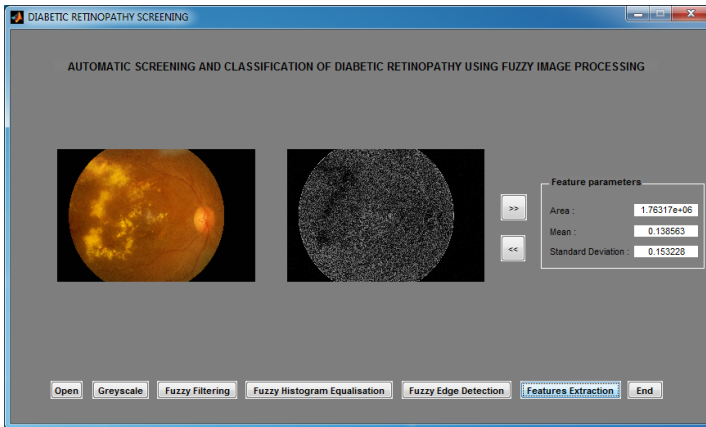 DIABETIC RETINOPATHY SCREENING
AUTOMATIC SCREENING AND CLASSIFICATION OF DIABETIC RETINOPATHY USING FUZZY IMAGE PROCESSING
Feature parameters
>>
Area : 1.76317e+06
Mean : 0.138563
<<
Standard Deviation : 0.153228
Open Greyscale Fuzzy Filtering Fuzzy Histogram Equalisation Fuzzy Edge Detection Features Extraction End